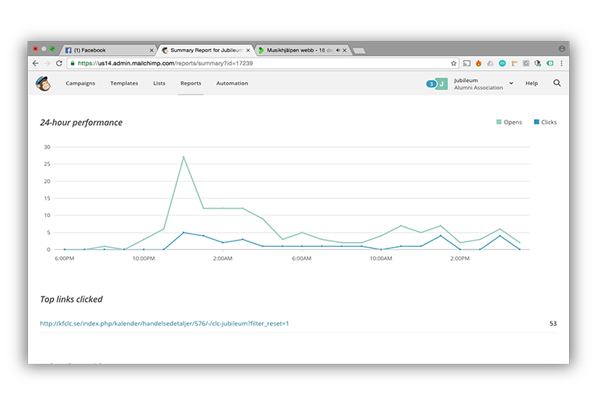 (1) Facebook
Summary Report for Jubileum
Musikhjälpen webb - 18 de
https://us14.admin.mailchimp.com/reports/summary?id=17239
Campaigns Templates Lists Reports Automation
3 J Jubileum Help
Alumni Association
24-hour performance
Opens Clicks
30
25
20
15
10
5
0
6:00PM 10:00PM 2:00AM 6:00AM 10:00AM 2:00PM
Top links clicked
http://kfclc.se/index.php/kalender/handelsedetaljer/576/-/clc-jubileum?filter_reset=1 53